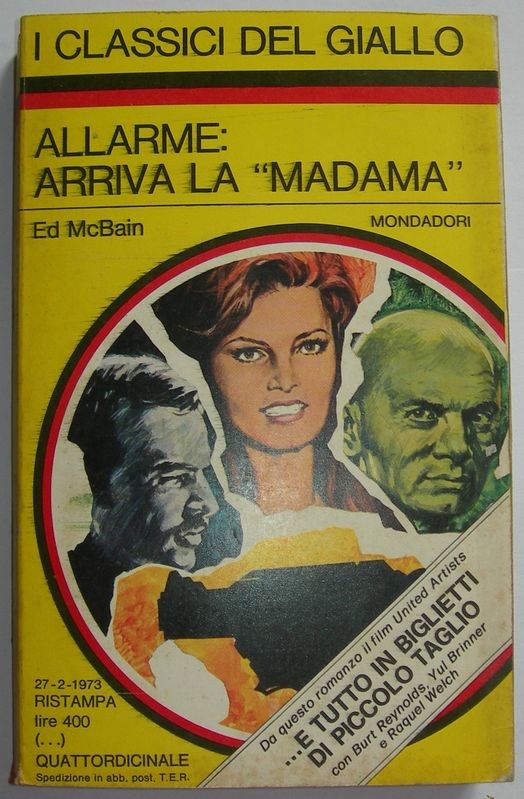 I CLASSICI DEL GIALLO
ALLARME:
ARRIVA LA “MADAMA”
Ed McBain
MONDADORI
Da questo romanzo il film United Artists
...E TUTTO IN BIGLIETTI
DI PICCOLO TAGLIO
con Burt Reynolds, Yul Brinner
e Raquel Welch
27-2-1973
RISTAMPA
lire 400
(...)
QUATTORDICINALE
Spedizione in abb. post. T.E.R.